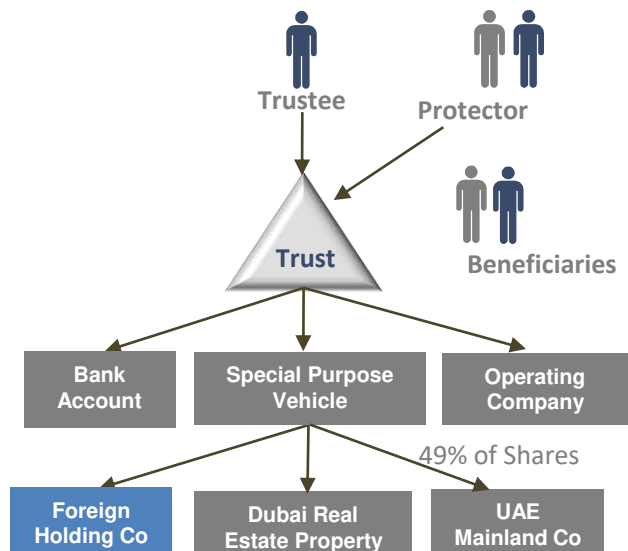 Trustee
Protector
Trust
Beneficiaries
Bank
Account
Special Purpose
Vehicle
Operating
Company
49% of Shares
Foreign
Holding Co
Dubai Real
Estate Property
UAE
Mainland Co